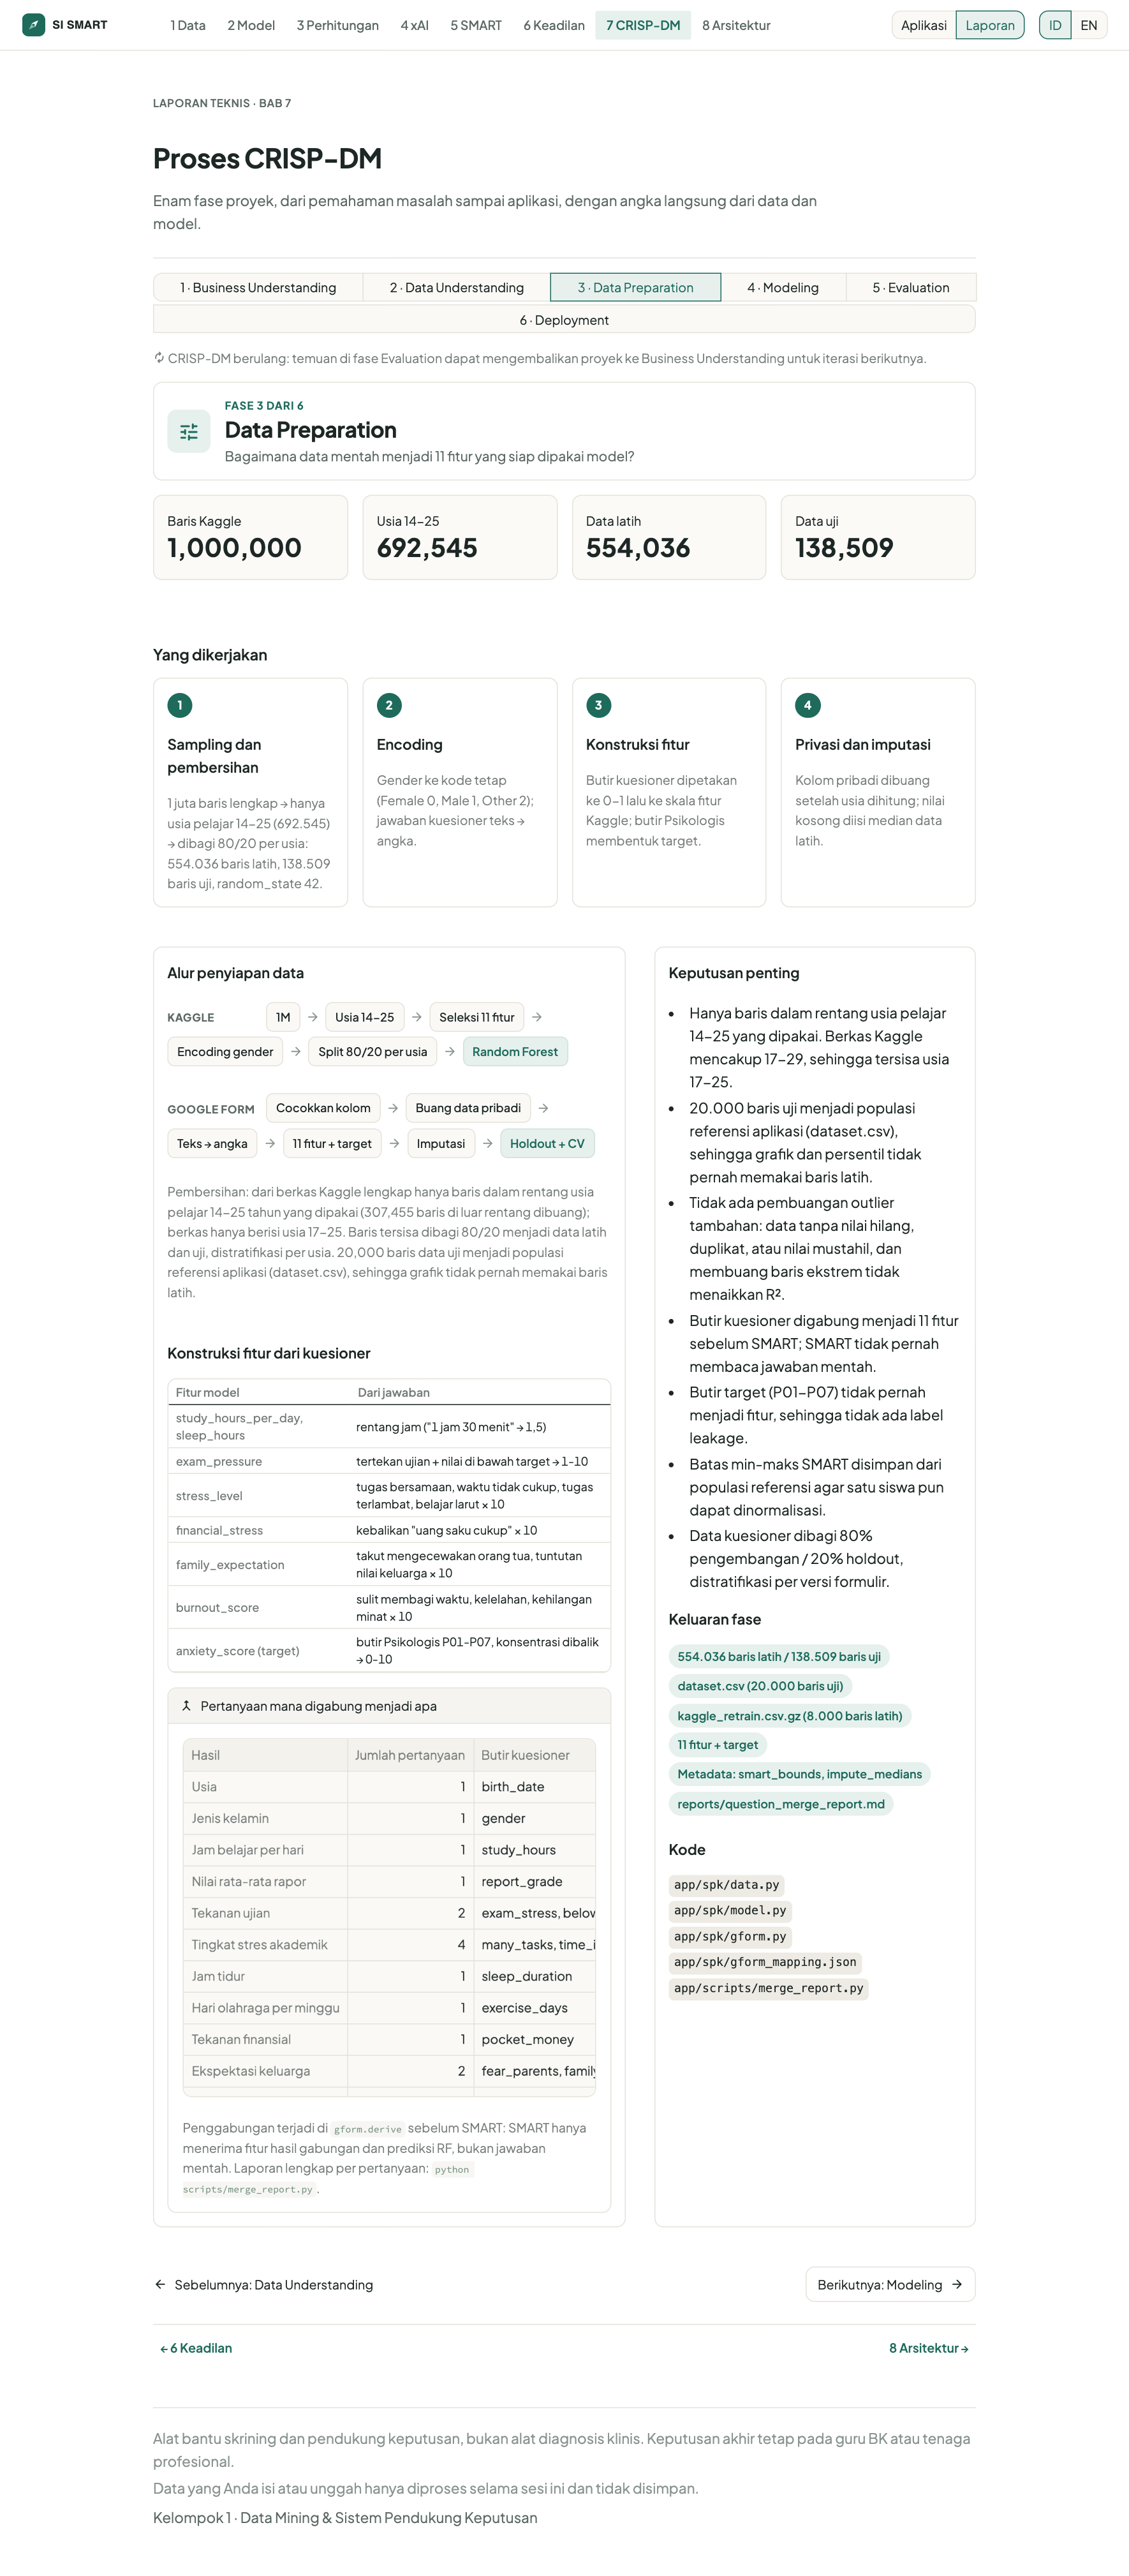 SI SMART
1 Data
2 Model
3 Perhitungan
4 xAI
5 SMART
6 Keadilan
7 CRISP-DM
8 Arsitektur
Aplikasi
Laporan
ID
EN
LAPORAN TEKNIS · BAB 7
Proses CRISP-DM
Enam fase proyek, dari pemahaman masalah sampai aplikasi, dengan angka langsung dari data dan
model.
1 · Business Understanding
2 · Data Understanding
3 · Data Preparation
4 · Modeling
5 · Evaluation
6 · Deployment
CRISP-DM berulang: temuan di fase Evaluation dapat mengembalikan proyek ke Business Understanding untuk iterasi berikutnya.
FASE 3 DARI 6
Data Preparation
Bagaimana data mentah menjadi 11 fitur yang siap dipakai model?
Baris Kaggle
1,000,000
Usia 14–25
692,545
Data latih
554,036
Data uji
138,509
Yang dikerjakan
1
Sampling dan
pembersihan
1 juta baris lengkap → hanya
usia pelajar 14–25 (692.545)
→ dibagi 80/20 per usia:
554.036 baris latih, 138.509
baris uji, random_state 42.
2
Encoding
Gender ke kode tetap
(Female 0, Male 1, Other 2);
jawaban kuesioner teks →
angka.
3
Konstruksi fitur
Butir kuesioner dipetakan
ke 0–1 lalu ke skala fitur
Kaggle; butir Psikologis
membentuk target.
4
Privasi dan imputasi
Kolom pribadi dibuang
setelah usia dihitung; nilai
kosong diisi median data
latih.
Alur penyiapan data
KAGGLE 1M → Usia 14–25 → Seleksi 11 fitur →
Encoding gender → Split 80/20 per usia → Random Forest
GOOGLE FORM Cocokkan kolom → Buang data pribadi →
Teks → angka → 11 fitur + target → Imputasi → Holdout + CV
Pembersihan: dari berkas Kaggle lengkap hanya baris dalam rentang usia
pelajar 14–25 tahun yang dipakai (307,455 baris di luar rentang dibuang);
berkas hanya berisi usia 17–25. Baris tersisa dibagi 80/20 menjadi data latih
dan uji, distratifikasi per usia. 20,000 baris data uji menjadi populasi
referensi aplikasi (dataset.csv), sehingga grafik tidak pernah memakai baris
latih.
Konstruksi fitur dari kuesioner
Fitur model Dari jawaban
study_hours_per_day,
sleep_hours
rentang jam ("1 jam 30 menit" → 1,5)
exam_pressure tertekan ujian + nilai di bawah target → 1-10
stress_level
tugas bersamaan, waktu tidak cukup, tugas
terlambat, belajar larut × 10
financial_stress kebalikan "uang saku cukup" × 10
family_expectation
takut mengecewakan orang tua, tuntutan
nilai keluarga × 10
burnout_score
sulit membagi waktu, kelelahan, kehilangan
minat × 10
anxiety_score (target)
butir Psikologis P01-P07, konsentrasi dibalik
→ 0-10
Pertanyaan mana digabung menjadi apa
Hasil Jumlah pertanyaan Butir kuesioner
Usia 1 birth_date
Jenis kelamin 1 gender
Jam belajar per hari 1 study_hours
Nilai rata-rata rapor 1 report_grade
Tekanan ujian 2 exam_stress, below
Tingkat stres akademik 4 many_tasks, time_i
Jam tidur 1 sleep_duration
Hari olahraga per minggu 1 exercise_days
Tekanan finansial 1 pocket_money
Ekspektasi keluarga 2 fear_parents, family
Penggabungan terjadi di gform.derive sebelum SMART: SMART hanya
menerima fitur hasil gabungan dan prediksi RF, bukan jawaban
mentah. Laporan lengkap per pertanyaan: python
scripts/merge_report.py .
Keputusan penting
• Hanya baris dalam rentang usia pelajar
14–25 yang dipakai. Berkas Kaggle
mencakup 17–29, sehingga tersisa usia
17–25.
• 20.000 baris uji menjadi populasi
referensi aplikasi (dataset.csv),
sehingga grafik dan persentil tidak
pernah memakai baris latih.
• Tidak ada pembuangan outlier
tambahan: data tanpa nilai hilang,
duplikat, atau nilai mustahil, dan
membuang baris ekstrem tidak
menaikkan R².
• Butir kuesioner digabung menjadi 11 fitur
sebelum SMART; SMART tidak pernah
membaca jawaban mentah.
• Butir target (P01–P07) tidak pernah
menjadi fitur, sehingga tidak ada label
leakage.
• Batas min-maks SMART disimpan dari
populasi referensi agar satu siswa pun
dapat dinormalisasi.
• Data kuesioner dibagi 80%
pengembangan / 20% holdout,
distratifikasi per versi formulir.
Keluaran fase
554.036 baris latih / 138.509 baris uji
dataset.csv (20.000 baris uji)
kaggle_retrain.csv.gz (8.000 baris latih)
11 fitur + target
Metadata: smart_bounds, impute_medians
reports/question_merge_report.md
Kode
app/spk/data.py
app/spk/model.py
app/spk/gform.py
app/spk/gform_mapping.json
app/scripts/merge_report.py
← Sebelumnya: Data Understanding
Berikutnya: Modeling →
← 6 Keadilan
8 Arsitektur →
Alat bantu skrining dan pendukung keputusan, bukan alat diagnosis klinis. Keputusan akhir tetap pada guru BK atau tenaga
profesional.
Data yang Anda isi atau unggah hanya diproses selama sesi ini dan tidak disimpan.
Kelompok 1 · Data Mining & Sistem Pendukung Keputusan